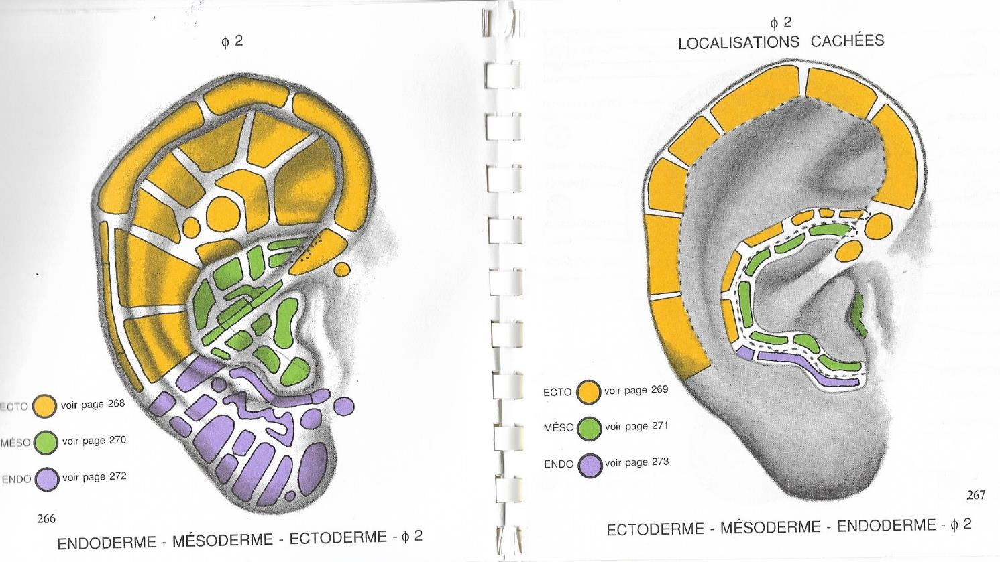 ϕ 2
ECTO voir page 268
MÉSO voir page 270
ENDO voir page 272
266
ENDODERME - MÉSODERME - ECTODERME - ϕ 2
ϕ 2
LOCALISATIONS CACHÉES
ECTO voir page 269
MÉSO voir page 271
ENDO voir page 273
267
ECTODERME - MÉSODERME - ENDODERME - ϕ 2